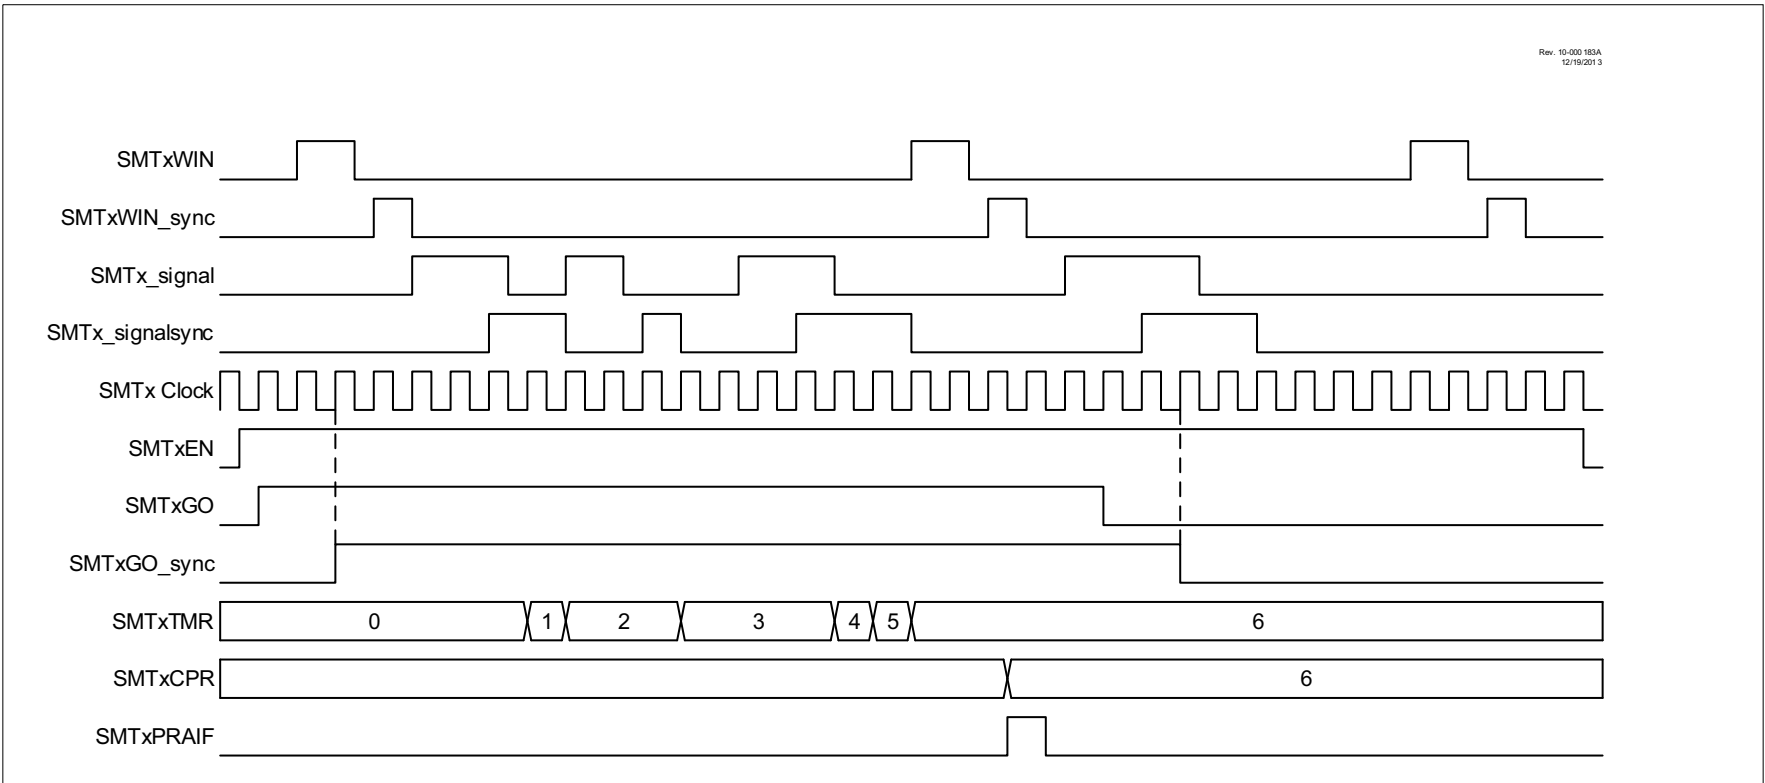 Rev. 10-000 183A
12/19/201 3
SMTxWIN
SMTxWIN_sync
SMTx_signal
SMTx_signalsync
SMTx Clock
SMTxEN
SMTxGO
SMTxGO_sync
SMTxTMR 0 1 2 3 4 5 6
SMTxCPR 6
SMTxPRAIF